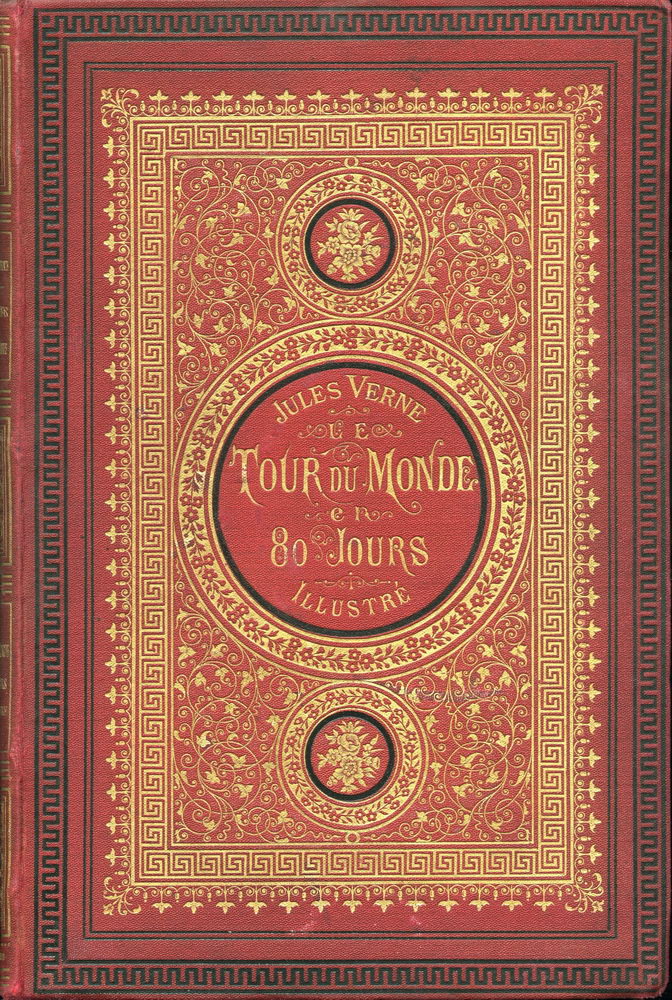 JULES VERNE
LE
TOUR DU MONDE
en
80 JOURS
ILLUSTRÉ